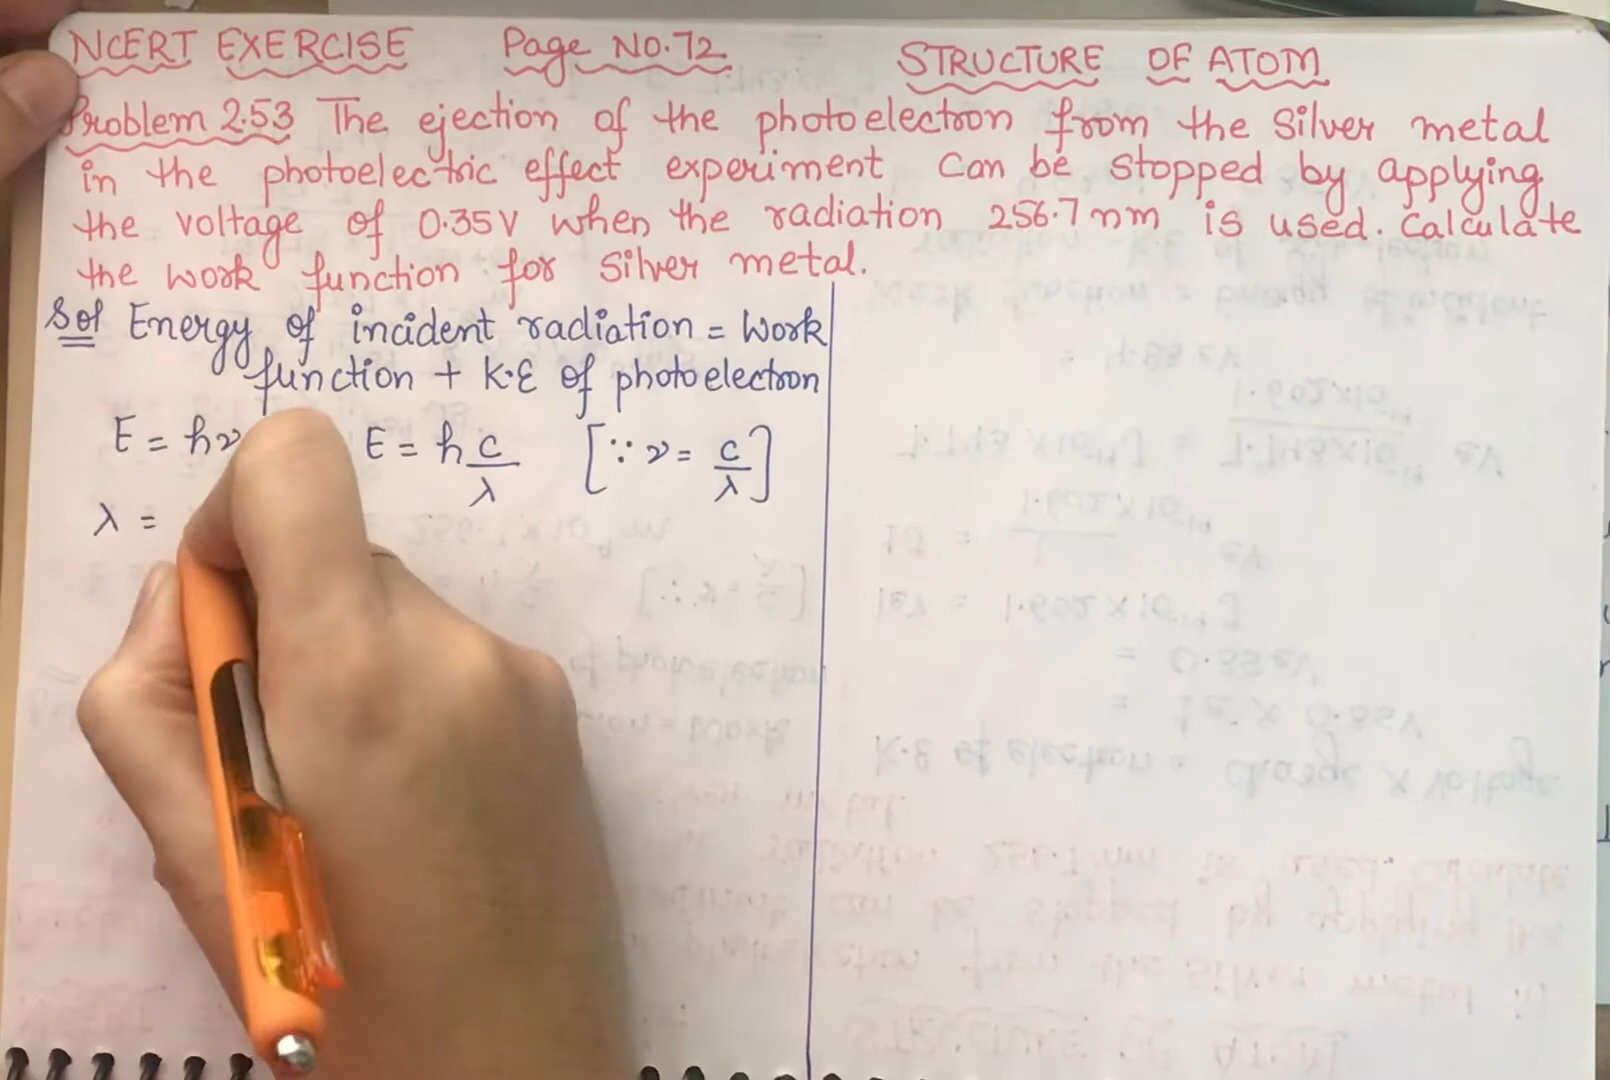 NCERT EXERCISE Page NO.72 STRUCTURE OF ATOM
Problem 2.53 The ejection of the photoelectron from the Silver metal
in the photoelectric effect experiment can be stopped by applying
the voltage of 0.35V when the radiation 256.7nm is used. Calculate
the work function for silver metal.
Sol Energy of incident radiation = Work
function + K.E of photoelectron
E = hν E = h c/λ [∵ ν = c/λ]
λ =